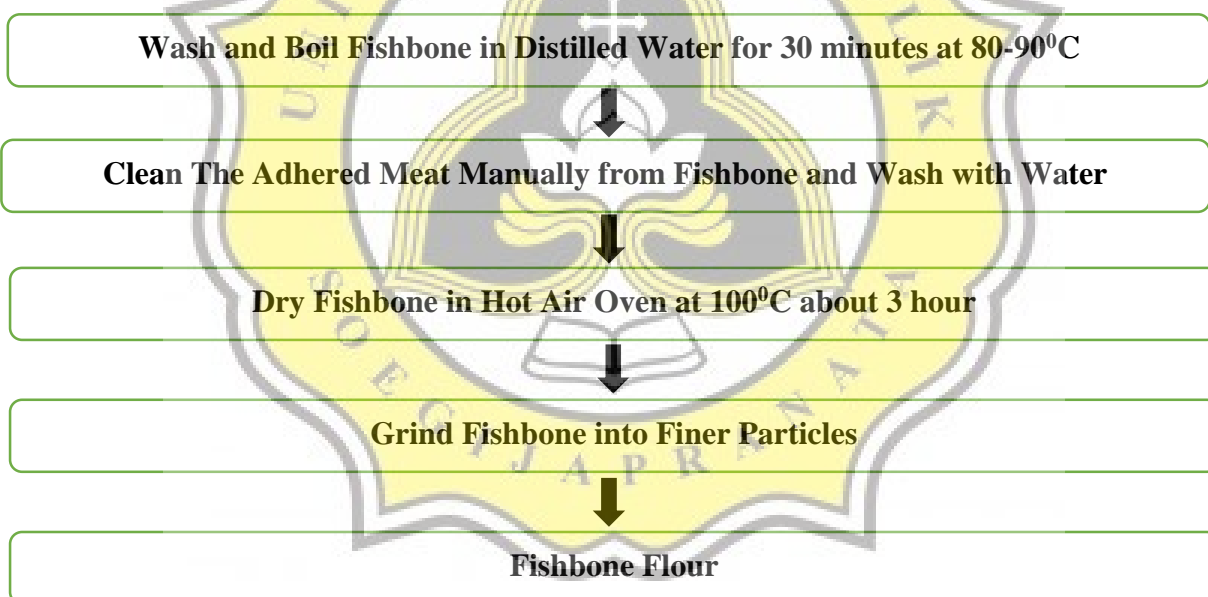 Wash and Boil Fishbone in Distilled Water for 30 minutes at 80-90⁰C
Clean The Adhered Meat Manually from Fishbone and Wash with Water
Dry Fishbone in Hot Air Oven at 100⁰C about 3 hour
Grind Fishbone into Finer Particles
Fishbone Flour
SOEGIJAPRANATA